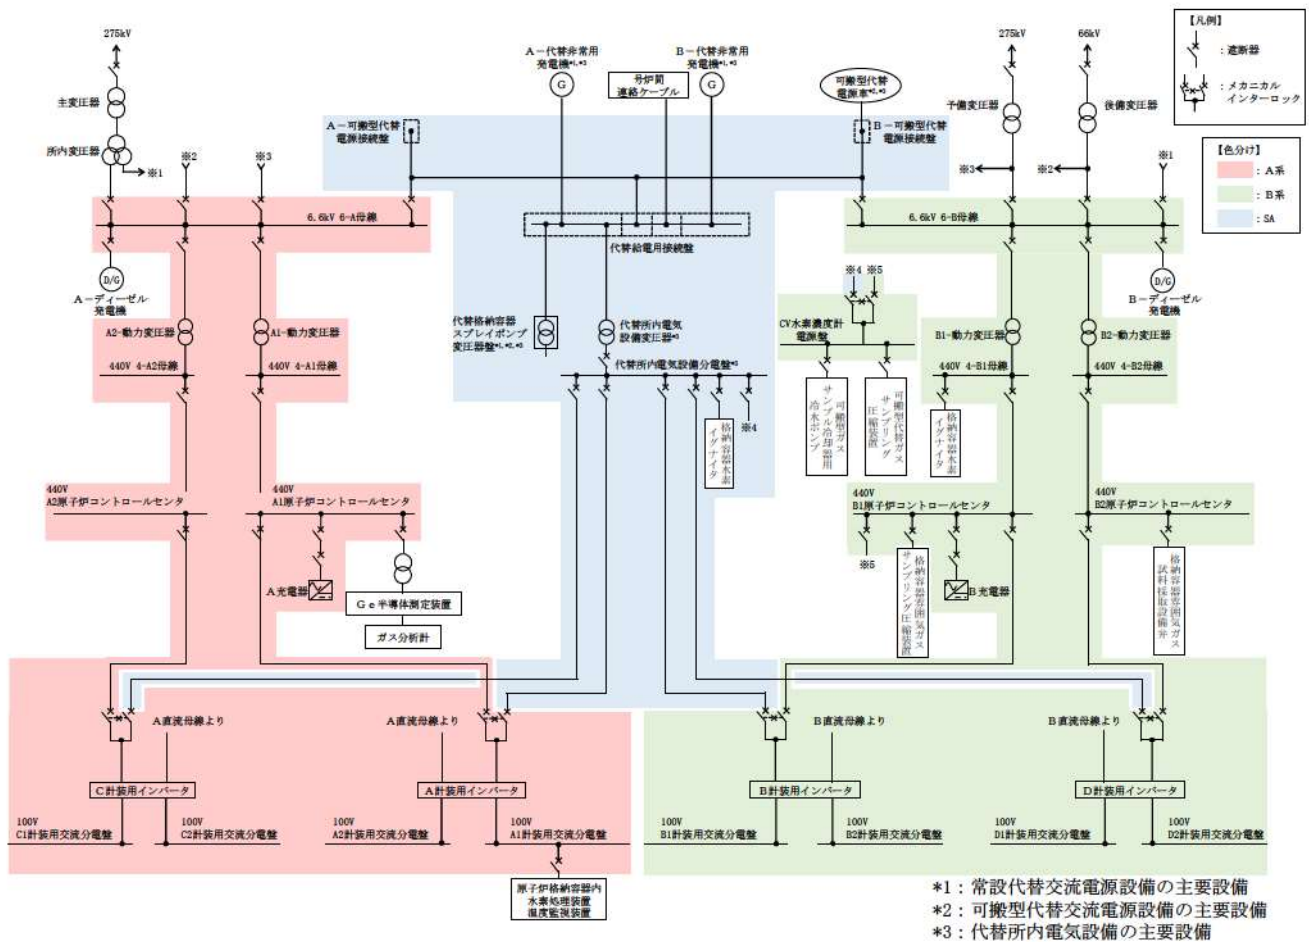 275kV
A－代替非常用
発電機*1,*3
B－代替非常用
発電機*1,*3
号炉間
連絡ケーブル
可搬型代替
電源車*2,*3
275kV
66kV
【凡例】
：遮断器
：メカニカル
インターロック
G
G
主変圧器
所内変圧器
※1
※2
※3
A－可搬型代替
電源接続盤
B－可搬型代替
電源接続盤
予備変圧器
後備変圧器
※3
※2
※1
【色分け】
：A系
：B系
：SA
6.6kV 6-A母線
代替給電用接続盤
6.6kV 6-B母線
D/G
A－ディーゼル
発電機
D/G
B－ディーゼル
発電機
※4 ※5
CV水素濃度計
電源盤
A2-動力変圧器
A1-動力変圧器
代替格納容器
スプレイポンプ
変圧器盤*1,*2,*3
代替所内電気
設備変圧器*3
B1-動力変圧器
B2-動力変圧器
440V 4-A2母線
440V 4-A1母線
代替所内電気設備分電盤*3
440V 4-B1母線
440V 4-B2母線
格納容器水素
イグナイタ
※4
可搬型ガス
サンプル冷却器用
冷却ポンプ
可搬型代替ガス
サンプリング
圧縮装置
格納容器水素
イグナイタ
440V
A2原子炉コントロールセンタ
440V
A1原子炉コントロールセンタ
440V
B1原子炉コントロールセンタ
440V
B2原子炉コントロールセンタ
A充電器
Ｇｅ半導体測定装置
ガス分析計
※5
格納容器雰囲気ガス
サンプリング圧縮装置
B充電器
格納容器雰囲気ガス
試料採取設備弁
A直流母線より
A直流母線より
B直流母線より
B直流母線より
C計装用インバータ
A計装用インバータ
B計装用インバータ
D計装用インバータ
100V
C1計装用交流分電盤
100V
C2計装用交流分電盤
100V
A2計装用交流分電盤
100V
A1計装用交流分電盤
100V
B1計装用交流分電盤
100V
B2計装用交流分電盤
100V
D1計装用交流分電盤
100V
D2計装用交流分電盤
原子炉格納容器内
水素処理装置
温度監視装置
*1：常設代替交流電源設備の主要設備
*2：可搬型代替交流電源設備の主要設備
*3：代替所内電気設備の主要設備